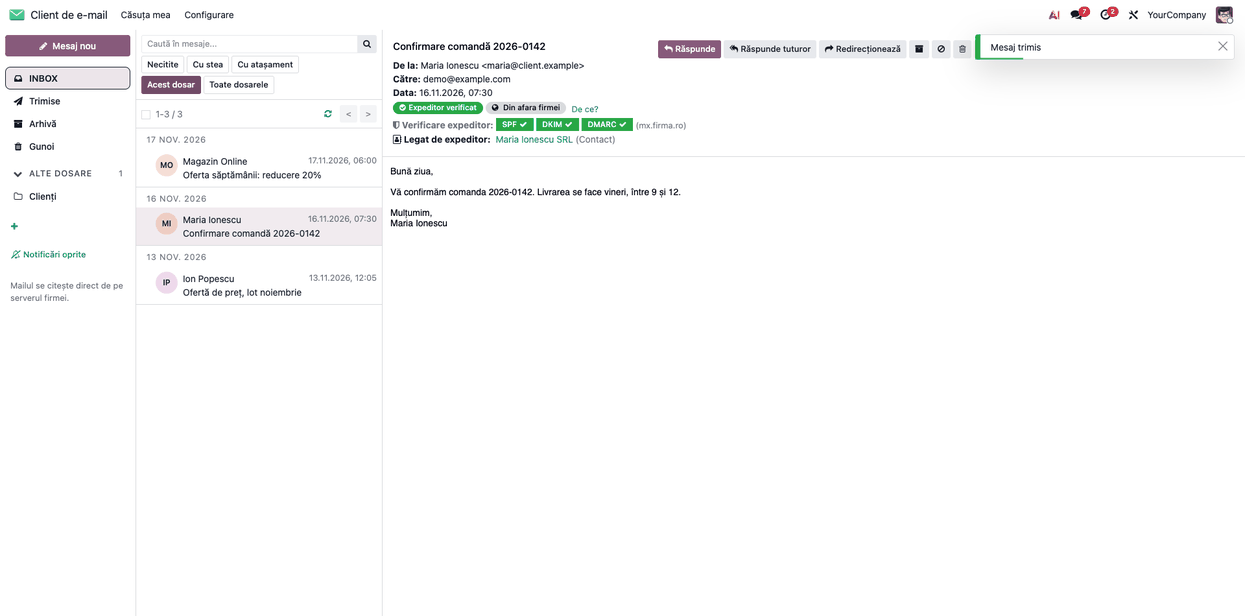 Client de e-mail
Căsuța mea
Configurare
AI
7
2
YourCompany
Mesaj nou
INBOX
Trimise
Arhivă
Gunoi
ALTE DOSARE 1
Clienți
+
Notificări oprite
Mailul se citește direct de pe
serverul firmei.
Caută în mesaje...
Necitite
Cu stea
Cu atașament
Acest dosar
Toate dosarele
1-3 / 3
<
>
17 NOV. 2026
MO
Magazin Online 17.11.2026, 06:00
Oferta săptămânii: reducere 20%
16 NOV. 2026
MI
Maria Ionescu 16.11.2026, 07:30
Confirmare comandă 2026-0142
13 NOV. 2026
IP
Ion Popescu 13.11.2026, 12:05
Ofertă de preț, lot noiembrie
Confirmare comandă 2026-0142
Răspunde
Răspunde tuturor
Redirecționează
Mesaj trimis
De la: Maria Ionescu <maria@client.example>
Către: demo@example.com
Data: 16.11.2026, 07:30
Expeditor verificat
Din afara firmei
De ce?
Verificare expeditor: SPF ✓ DKIM ✓ DMARC ✓ (mx.firma.ro)
Legat de expeditor: Maria Ionescu SRL (Contact)
Bună ziua,
Vă confirmăm comanda 2026-0142. Livrarea se face vineri, între 9 și 12.
Mulțumim,
Maria Ionescu